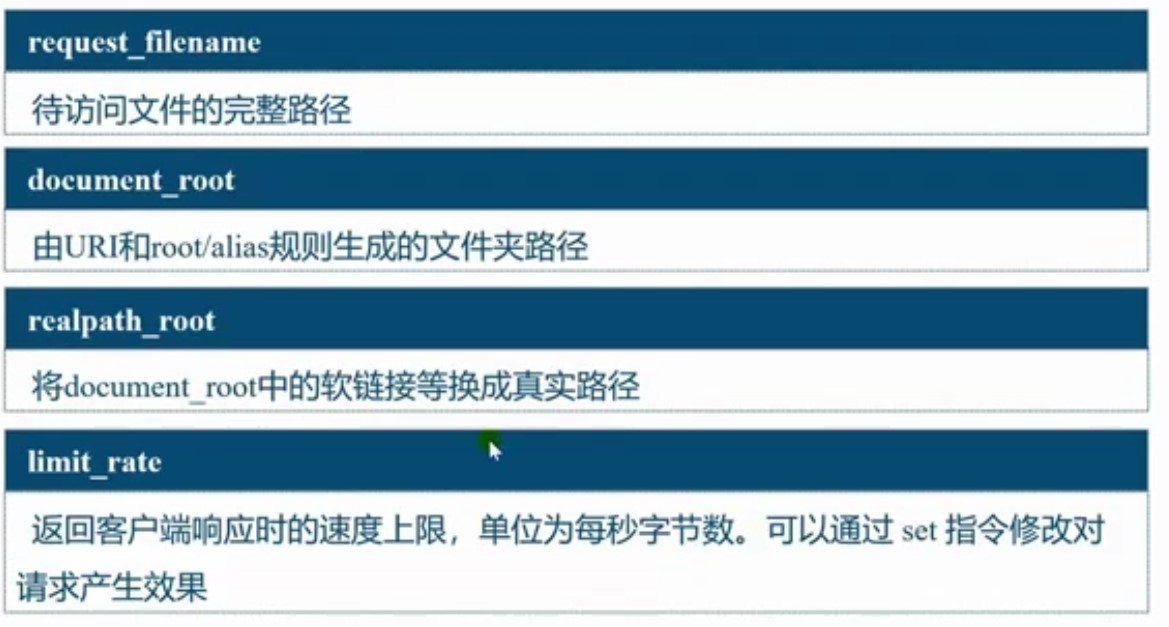 request_filename
待访问文件的完整路径
document_root
由URI和root/alias规则生成的文件夹路径
realpath_root
将document_root中的软链接等换成真实路径
limit_rate
返回客户端响应时的速度上限，单位为每秒字节数。可以通过 set 指令修改对
请求产生效果